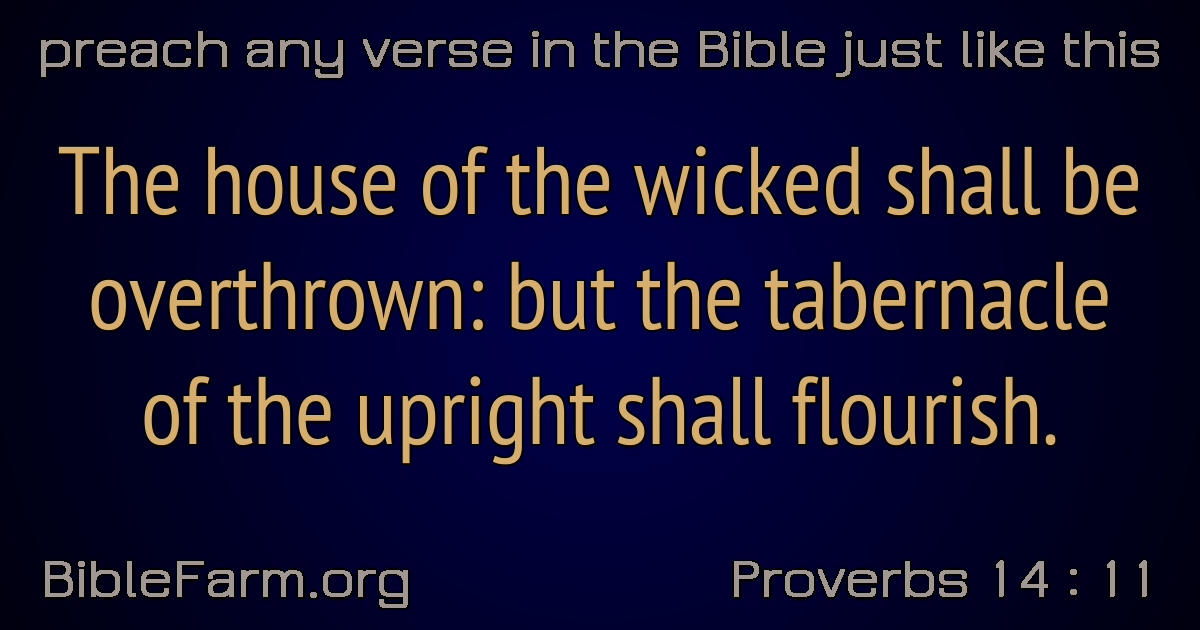 preach any verse in the Bible just like this
The house of the wicked shall be
overthrown: but the tabernacle
of the upright shall flourish.
BibleFarm.org
Proverbs 14 : 11